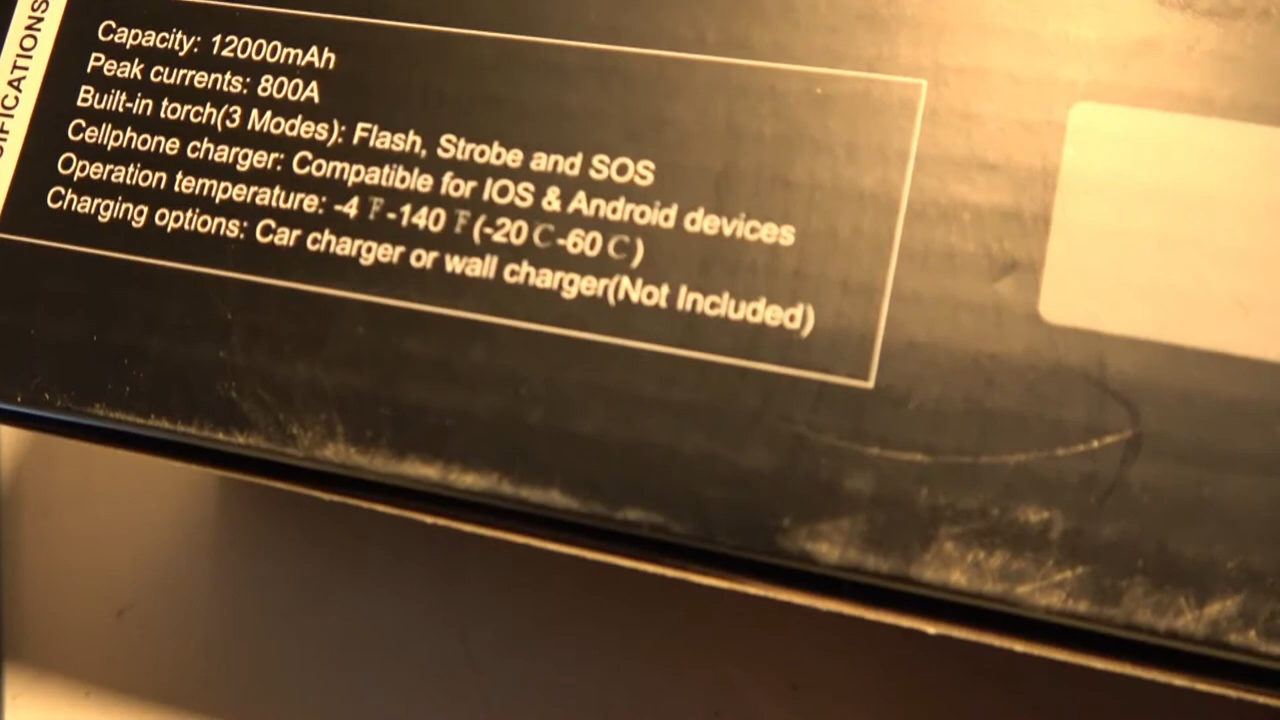 Capacity: 12000mAh
Peak currents: 800A
Built-in torch(3 Modes): Flash, Strobe and SOS
Cellphone charger: Compatible for IOS & Android devices
Operation temperature: -4℉-140℉(-20℃-60℃)
Charging options: Car charger or wall charger(Not Included)